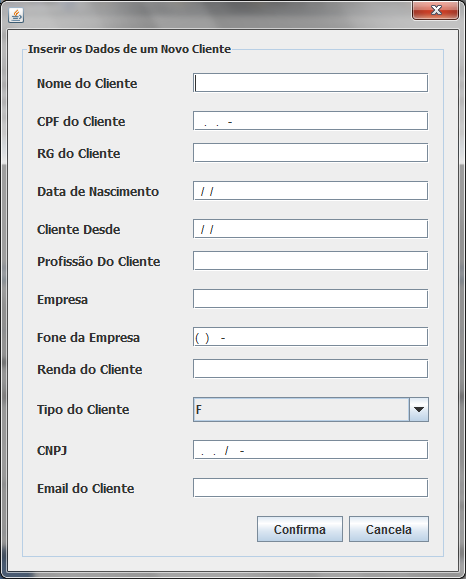 Inserir os Dados de um Novo Cliente
Nome do Cliente
CPF do Cliente . . -
RG do Cliente
Data de Nascimento / /
Cliente Desde / /
Profissão Do Cliente
Empresa
Fone da Empresa ( ) -
Renda do Cliente
Tipo do Cliente F
CNPJ . . / -
Email do Cliente
Confirma Cancela